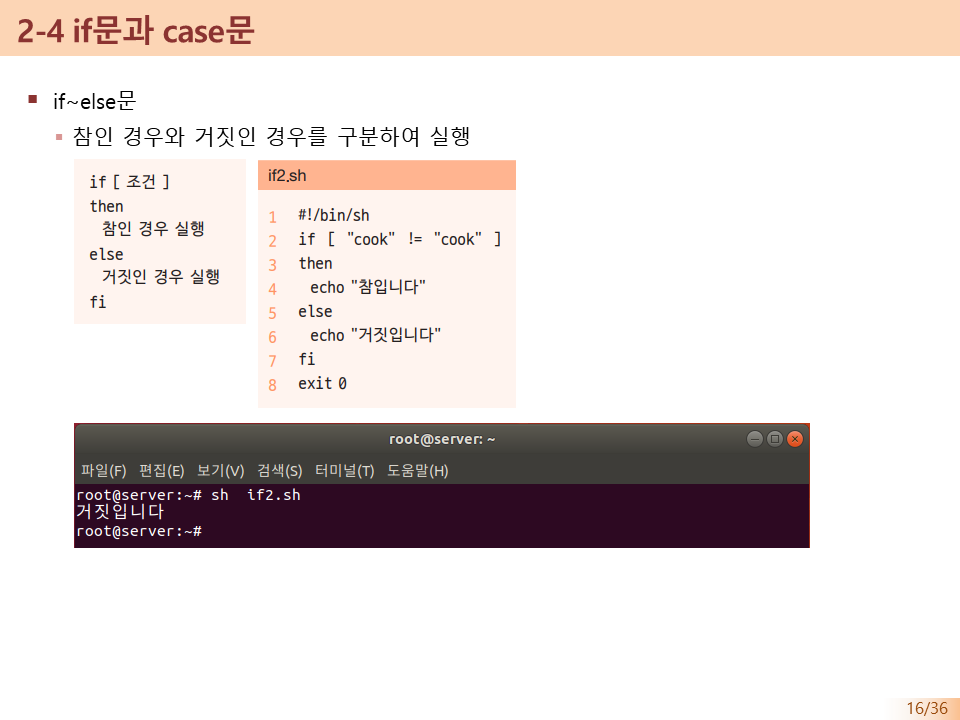 2-4 if문과 case문
▪ if~else문
▪ 참인 경우와 거짓인 경우를 구분하여 실행
if [ 조건 ]
then
참인 경우 실행
else
거짓인 경우 실행
fi
if2.sh
1 #!/bin/sh
2 if [ "cook" != "cook" ]
3 then
4 echo "참입니다"
5 else
6 echo "거짓입니다"
7 fi
8 exit 0
root@server: ~
파일(F) 편집(E) 보기(V) 검색(S) 터미널(T) 도움말(H)
root@server:~# sh  if2.sh
거짓입니다
root@server:~#
16/36